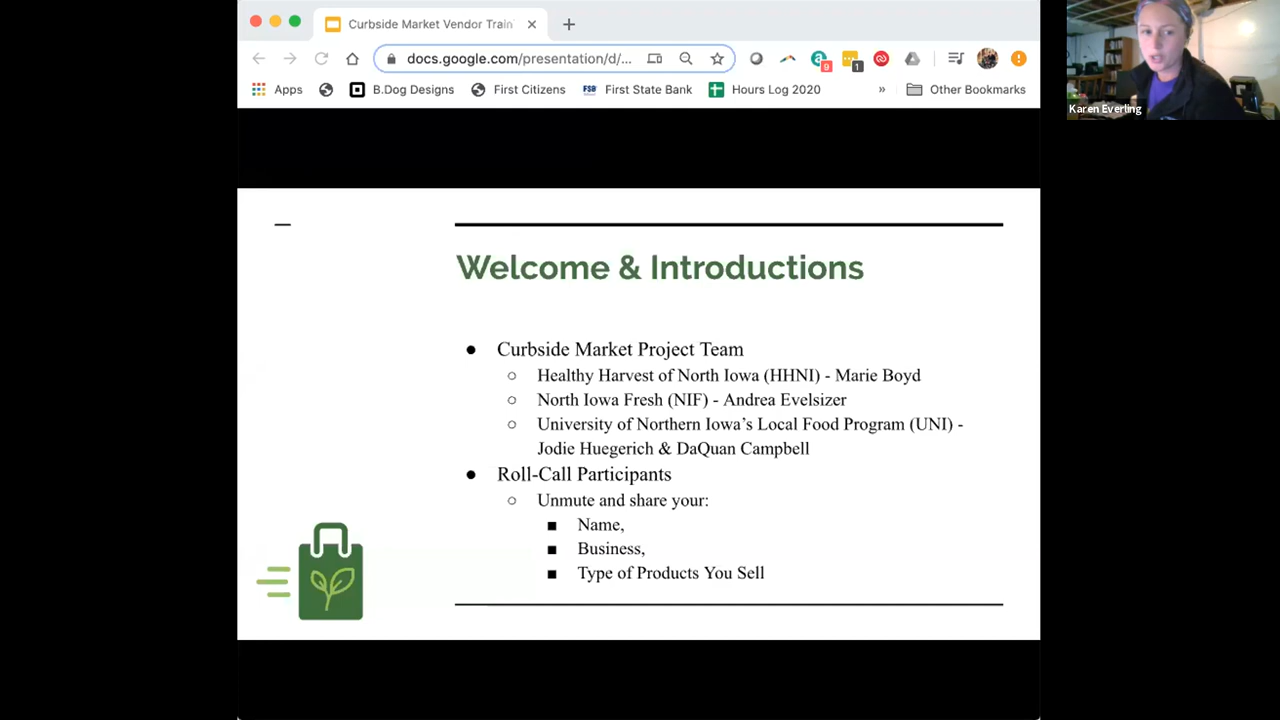 Curbside Market Vendor Train
docs.google.com/presentation/d/...
9
1
Apps
B.Dog Designs
First Citizens
FSB
First State Bank
Hours Log 2020
»
Other Bookmarks
Karen Everling
Welcome & Introductions
● Curbside Market Project Team
○ Healthy Harvest of North Iowa (HHNI) - Marie Boyd
○ North Iowa Fresh (NIF) - Andrea Evelsizer
○ University of Northern Iowa’s Local Food Program (UNI) -
Jodie Huegerich & DaQuan Campbell
● Roll-Call Participants
○ Unmute and share your:
■ Name,
■ Business,
■ Type of Products You Sell